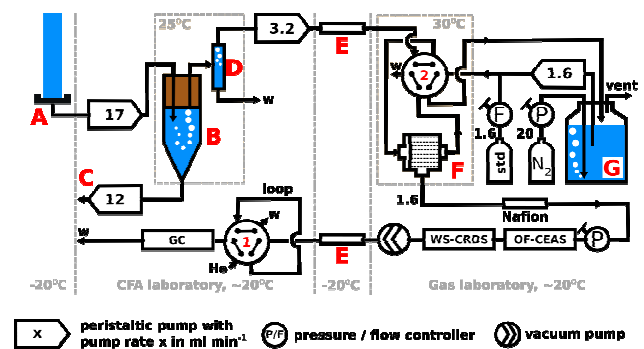 25°C
3.2
E
30°C
D
w
2
w
1.6
vent
A
17
B
F
1.6
P
20
F
std
N2
G
w
C
12
loop
1.6
Nafion
w
GC
1
w
He
E
WS-CRDS
OF-CEAS
P
-20°C
CFA laboratory, ~20°C
-20°C
Gas laboratory, ~20°C
x
peristaltic pump with
pump rate x in ml min-1
P/F
pressure / flow controller
vacuum pump